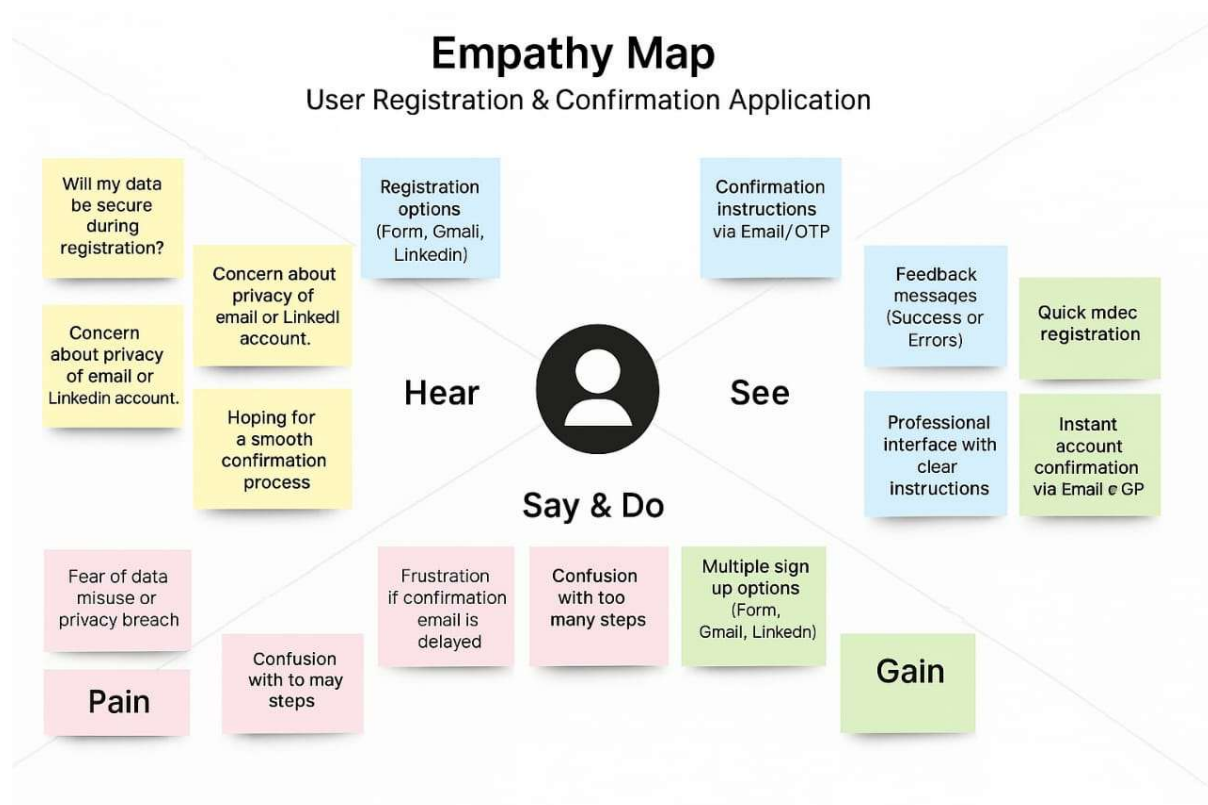 Empathy Map
User Registration & Confirmation Application
Will my data
be secure
during
registration?
Concern about
privacy of
email or LinkedI
account.
Concern
about privacy
of email or
Linkedin account.
Hoping for
a smooth
confirmation
process
Registration
options
(Form, Gmali,
Linkedin)
Confirmation
instructions
via Email/OTP
Feedback
messages
(Success or
Errors)
Quick mdec
registration
Professional
interface with
clear
instructions
Instant
account
confirmation
via Email e GP
Hear
See
Say & Do
Fear of data
misuse or
privacy breach
Pain
Confusion
with to may
steps
Frustration
if confirmation
email is
delayed
Confusion
with too
many steps
Multiple sign
up options
(Form,
Gmail, Linkedn)
Gain